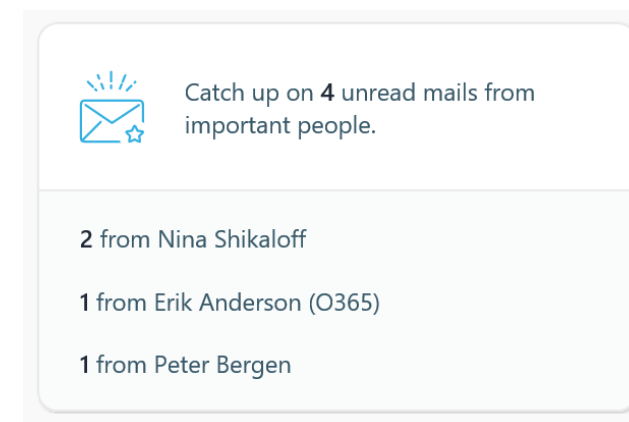 Catch up on 4 unread mails from
important people.
2 from Nina Shikaloff
1 from Erik Anderson (O365)
1 from Peter Bergen